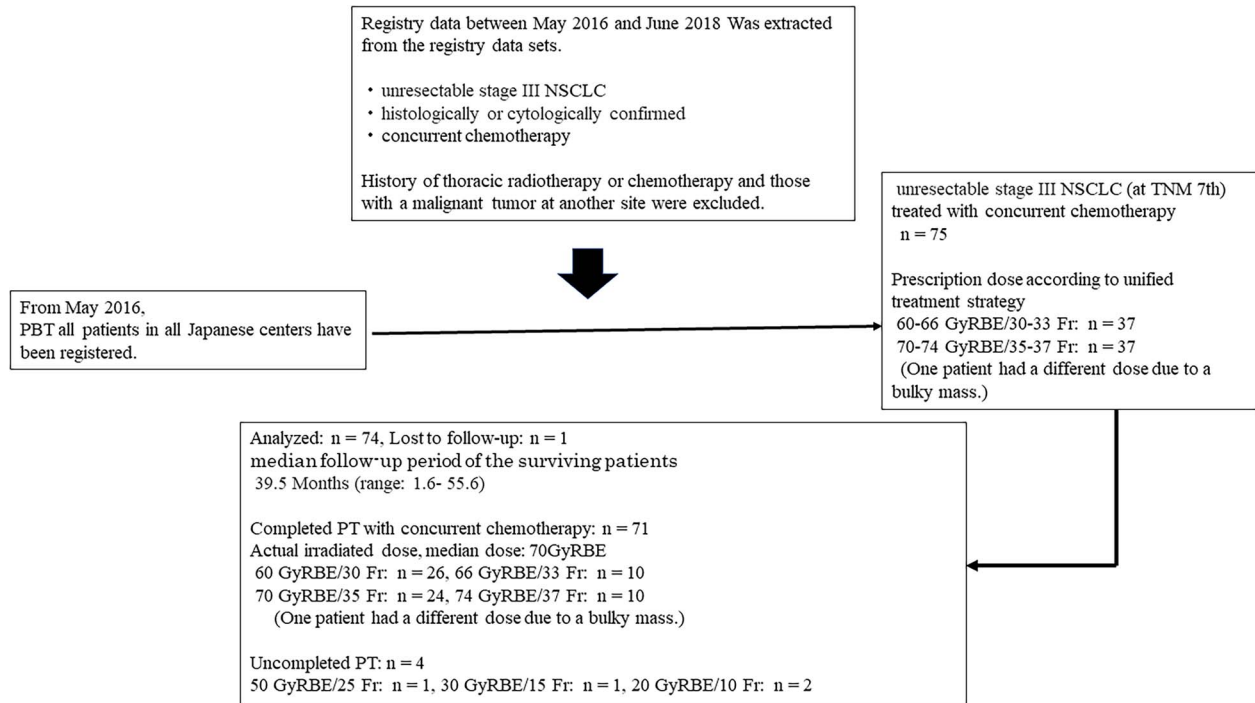 Registry data between May 2016 and June 2018 Was extracted
from the registry data sets.
・unresectable stage III NSCLC
・histologically or cytologically confirmed
・concurrent chemotherapy
History of thoracic radiotherapy or chemotherapy and those
with a malignant tumor at another site were excluded.
From May 2016,
PBT all patients in all Japanese centers have
been registered.
unresectable stage III NSCLC (at TNM 7th)
treated with concurrent chemotherapy
n = 75
Prescription dose according to unified
treatment strategy
60-66 GyRBE/30-33 Fr: n = 37
70-74 GyRBE/35-37 Fr: n = 37
(One patient had a different dose due to a
bulky mass.)
Analyzed: n = 74, Lost to follow-up: n = 1
median follow-up period of the surviving patients
39.5 Months (range: 1.6- 55.6)
Completed PT with concurrent chemotherapy: n = 71
Actual irradiated dose, median dose: 70GyRBE
60 GyRBE/30 Fr: n = 26, 66 GyRBE/33 Fr: n = 10
70 GyRBE/35 Fr: n = 24, 74 GyRBE/37 Fr: n = 10
(One patient had a different dose due to a bulky mass.)
Uncompleted PT: n = 4
50 GyRBE/25 Fr: n = 1, 30 GyRBE/15 Fr: n = 1, 20 GyRBE/10 Fr: n = 2